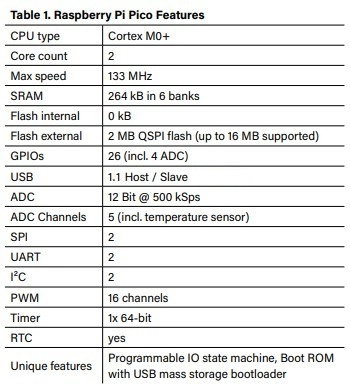 Table 1. Raspberry Pi Pico Features
CPU type Cortex M0+
Core count 2
Max speed 133 MHz
SRAM 264 kB in 6 banks
Flash internal 0 kB
Flash external 2 MB QSPI flash (up to 16 MB supported)
GPIOs 26 (incl. 4 ADC)
USB 1.1 Host / Slave
ADC 12 Bit @ 500 kSps
ADC Channels 5 (incl. temperature sensor)
SPI 2
UART 2
I²C 2
PWM 16 channels
Timer 1x 64-bit
RTC yes
Unique features Programmable IO state machine, Boot ROM
with USB mass storage bootloader